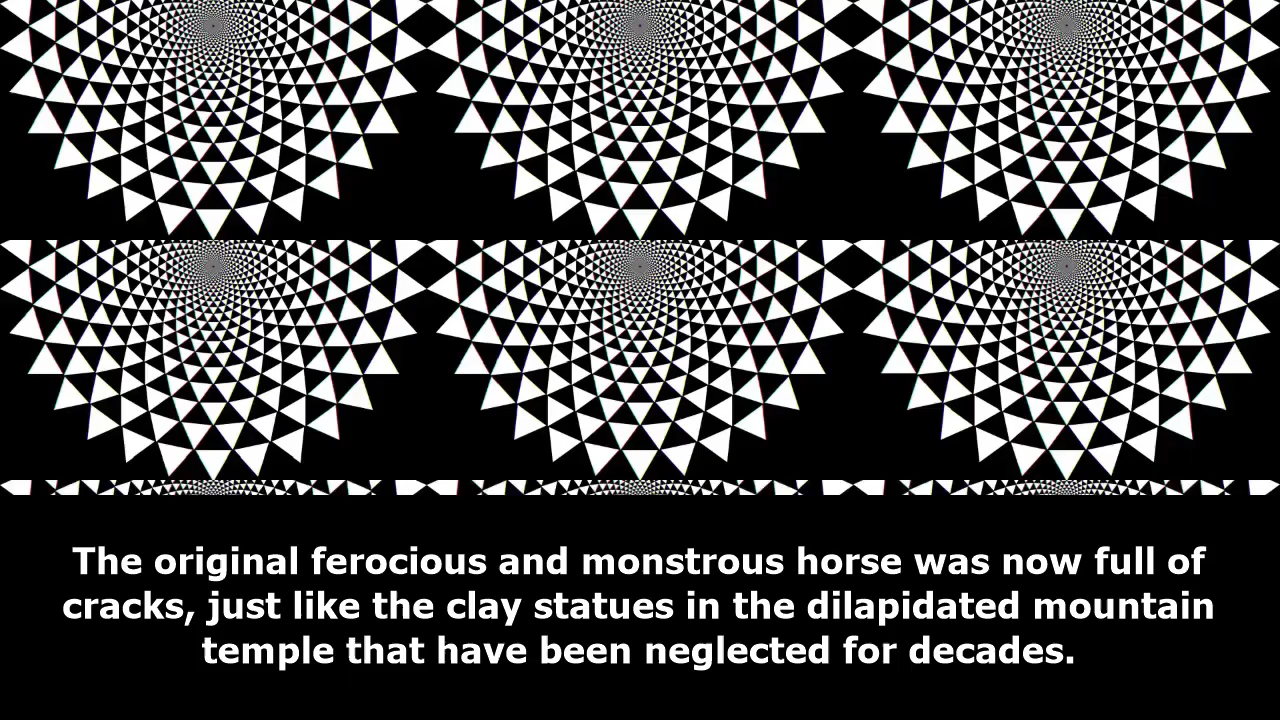 The original ferocious and monstrous horse was now full of
cracks, just like the clay statues in the dilapidated mountain
temple that have been neglected for decades.